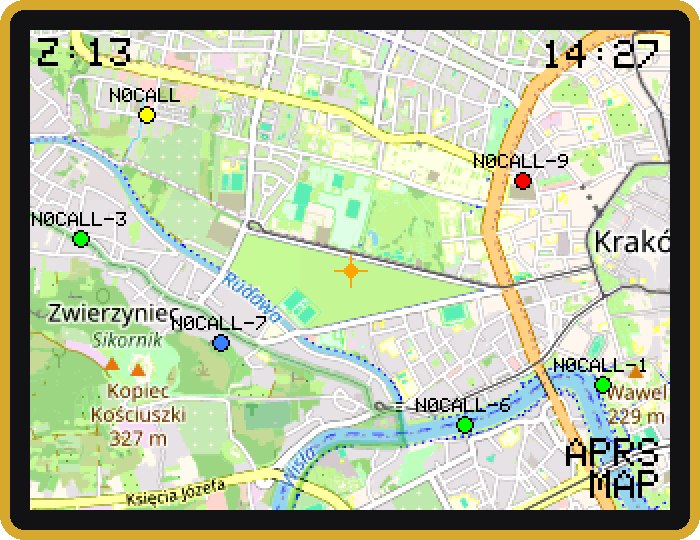 Z:13 14:27
N0CALL
N0CALL-9
N0CALL-3
Krakó
Rudawa
Zwierzyniec
N0CALL-7
Sikornik
N0CALL-1
Kopiec
Kościuszki
327 m
Wawel
229 m
N0CALL-6
Wisła
APRS
MAP
Księcia Józefa